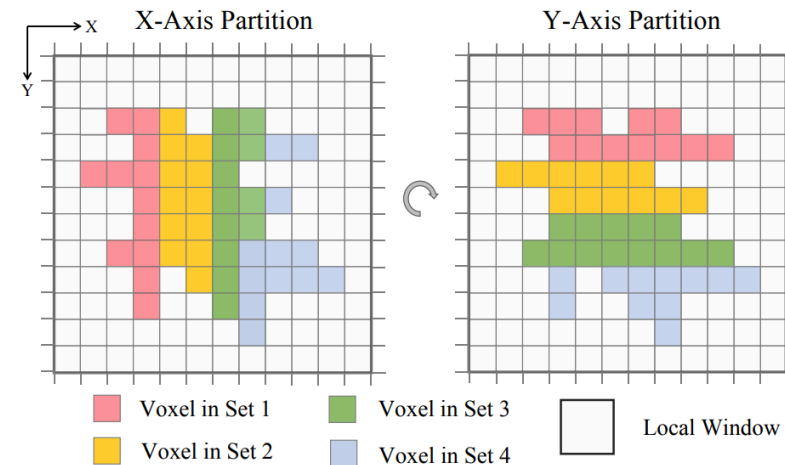 X-Axis Partition
Y-Axis Partition
X
Y
Voxel in Set 1
Voxel in Set 3
Voxel in Set 2
Voxel in Set 4
Local Window